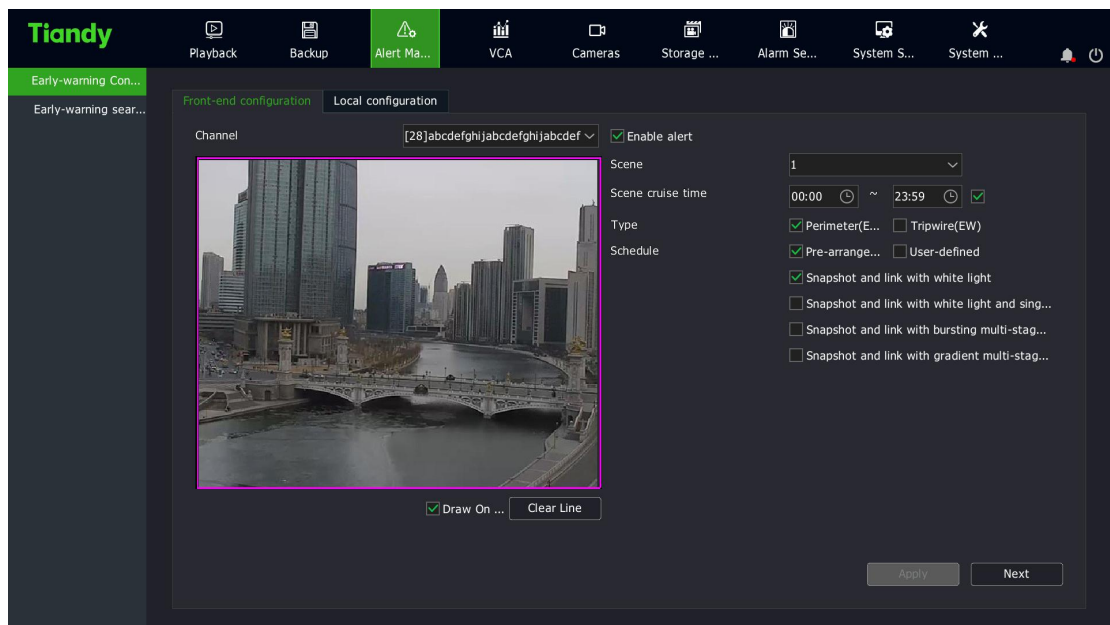 Tiandy
Playback
Backup
Alert Ma...
VCA
Cameras
Storage ...
Alarm Se...
System S...
System ...
Early-warning Con...
Early-warning sear...
Front-end configuration
Local configuration
Channel
[28]abcdefghijabcdefghijabcdef
Enable alert
Scene
1
Scene cruise time
00:00 ~ 23:59
Type
Perimeter(E...
Tripwire(EW)
Schedule
Pre-arrange...
User-defined
Snapshot and link with white light
Snapshot and link with white light and sing...
Snapshot and link with bursting multi-stag...
Snapshot and link with gradient multi-stag...
Draw On ...
Clear Line
Apply
Next